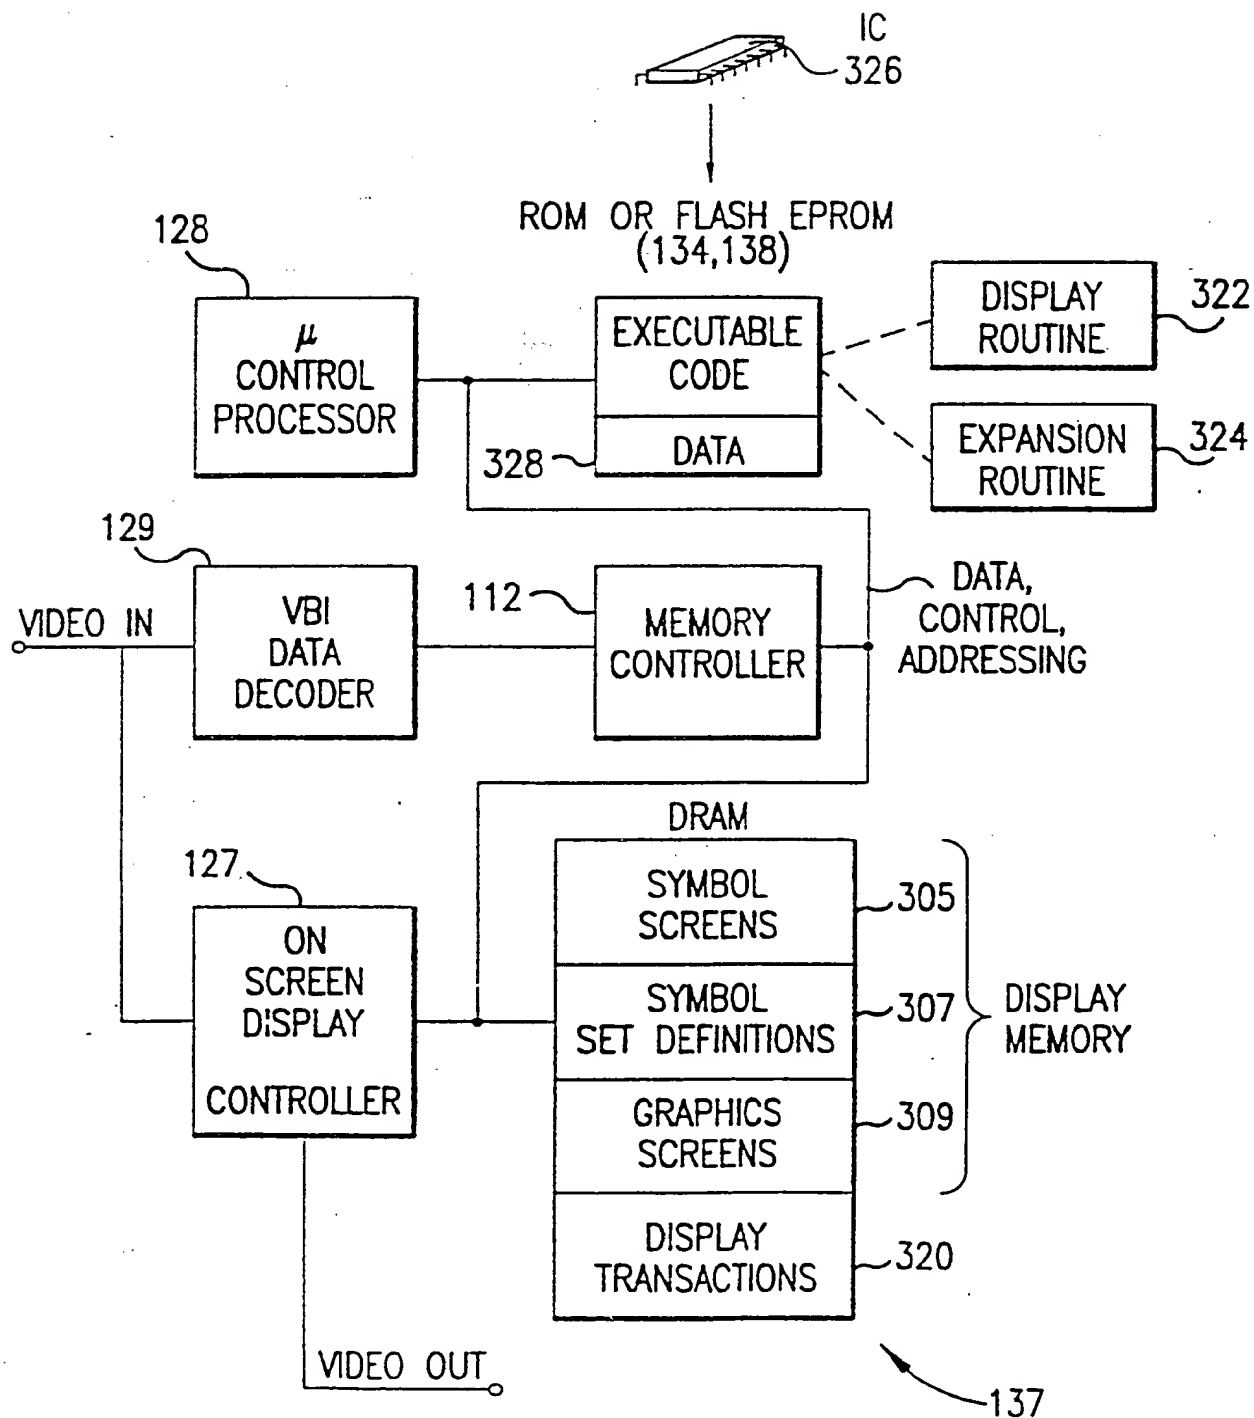 IC
326
ROM OR FLASH EPROM
(134,138)
128
μ
CONTROL
PROCESSOR
EXECUTABLE
CODE
328
DATA
DISPLAY
ROUTINE
322
EXPANSION
ROUTINE
324
129
VIDEO IN
VBI
DATA
DECODER
112
MEMORY
CONTROLLER
DATA,
CONTROL,
ADDRESSING
127
ON
SCREEN
DISPLAY
CONTROLLER
DRAM
SYMBOL
SCREENS
305
SYMBOL
SET DEFINITIONS
307
GRAPHICS
SCREENS
309
DISPLAY
MEMORY
DISPLAY
TRANSACTIONS
320
VIDEO OUT
137